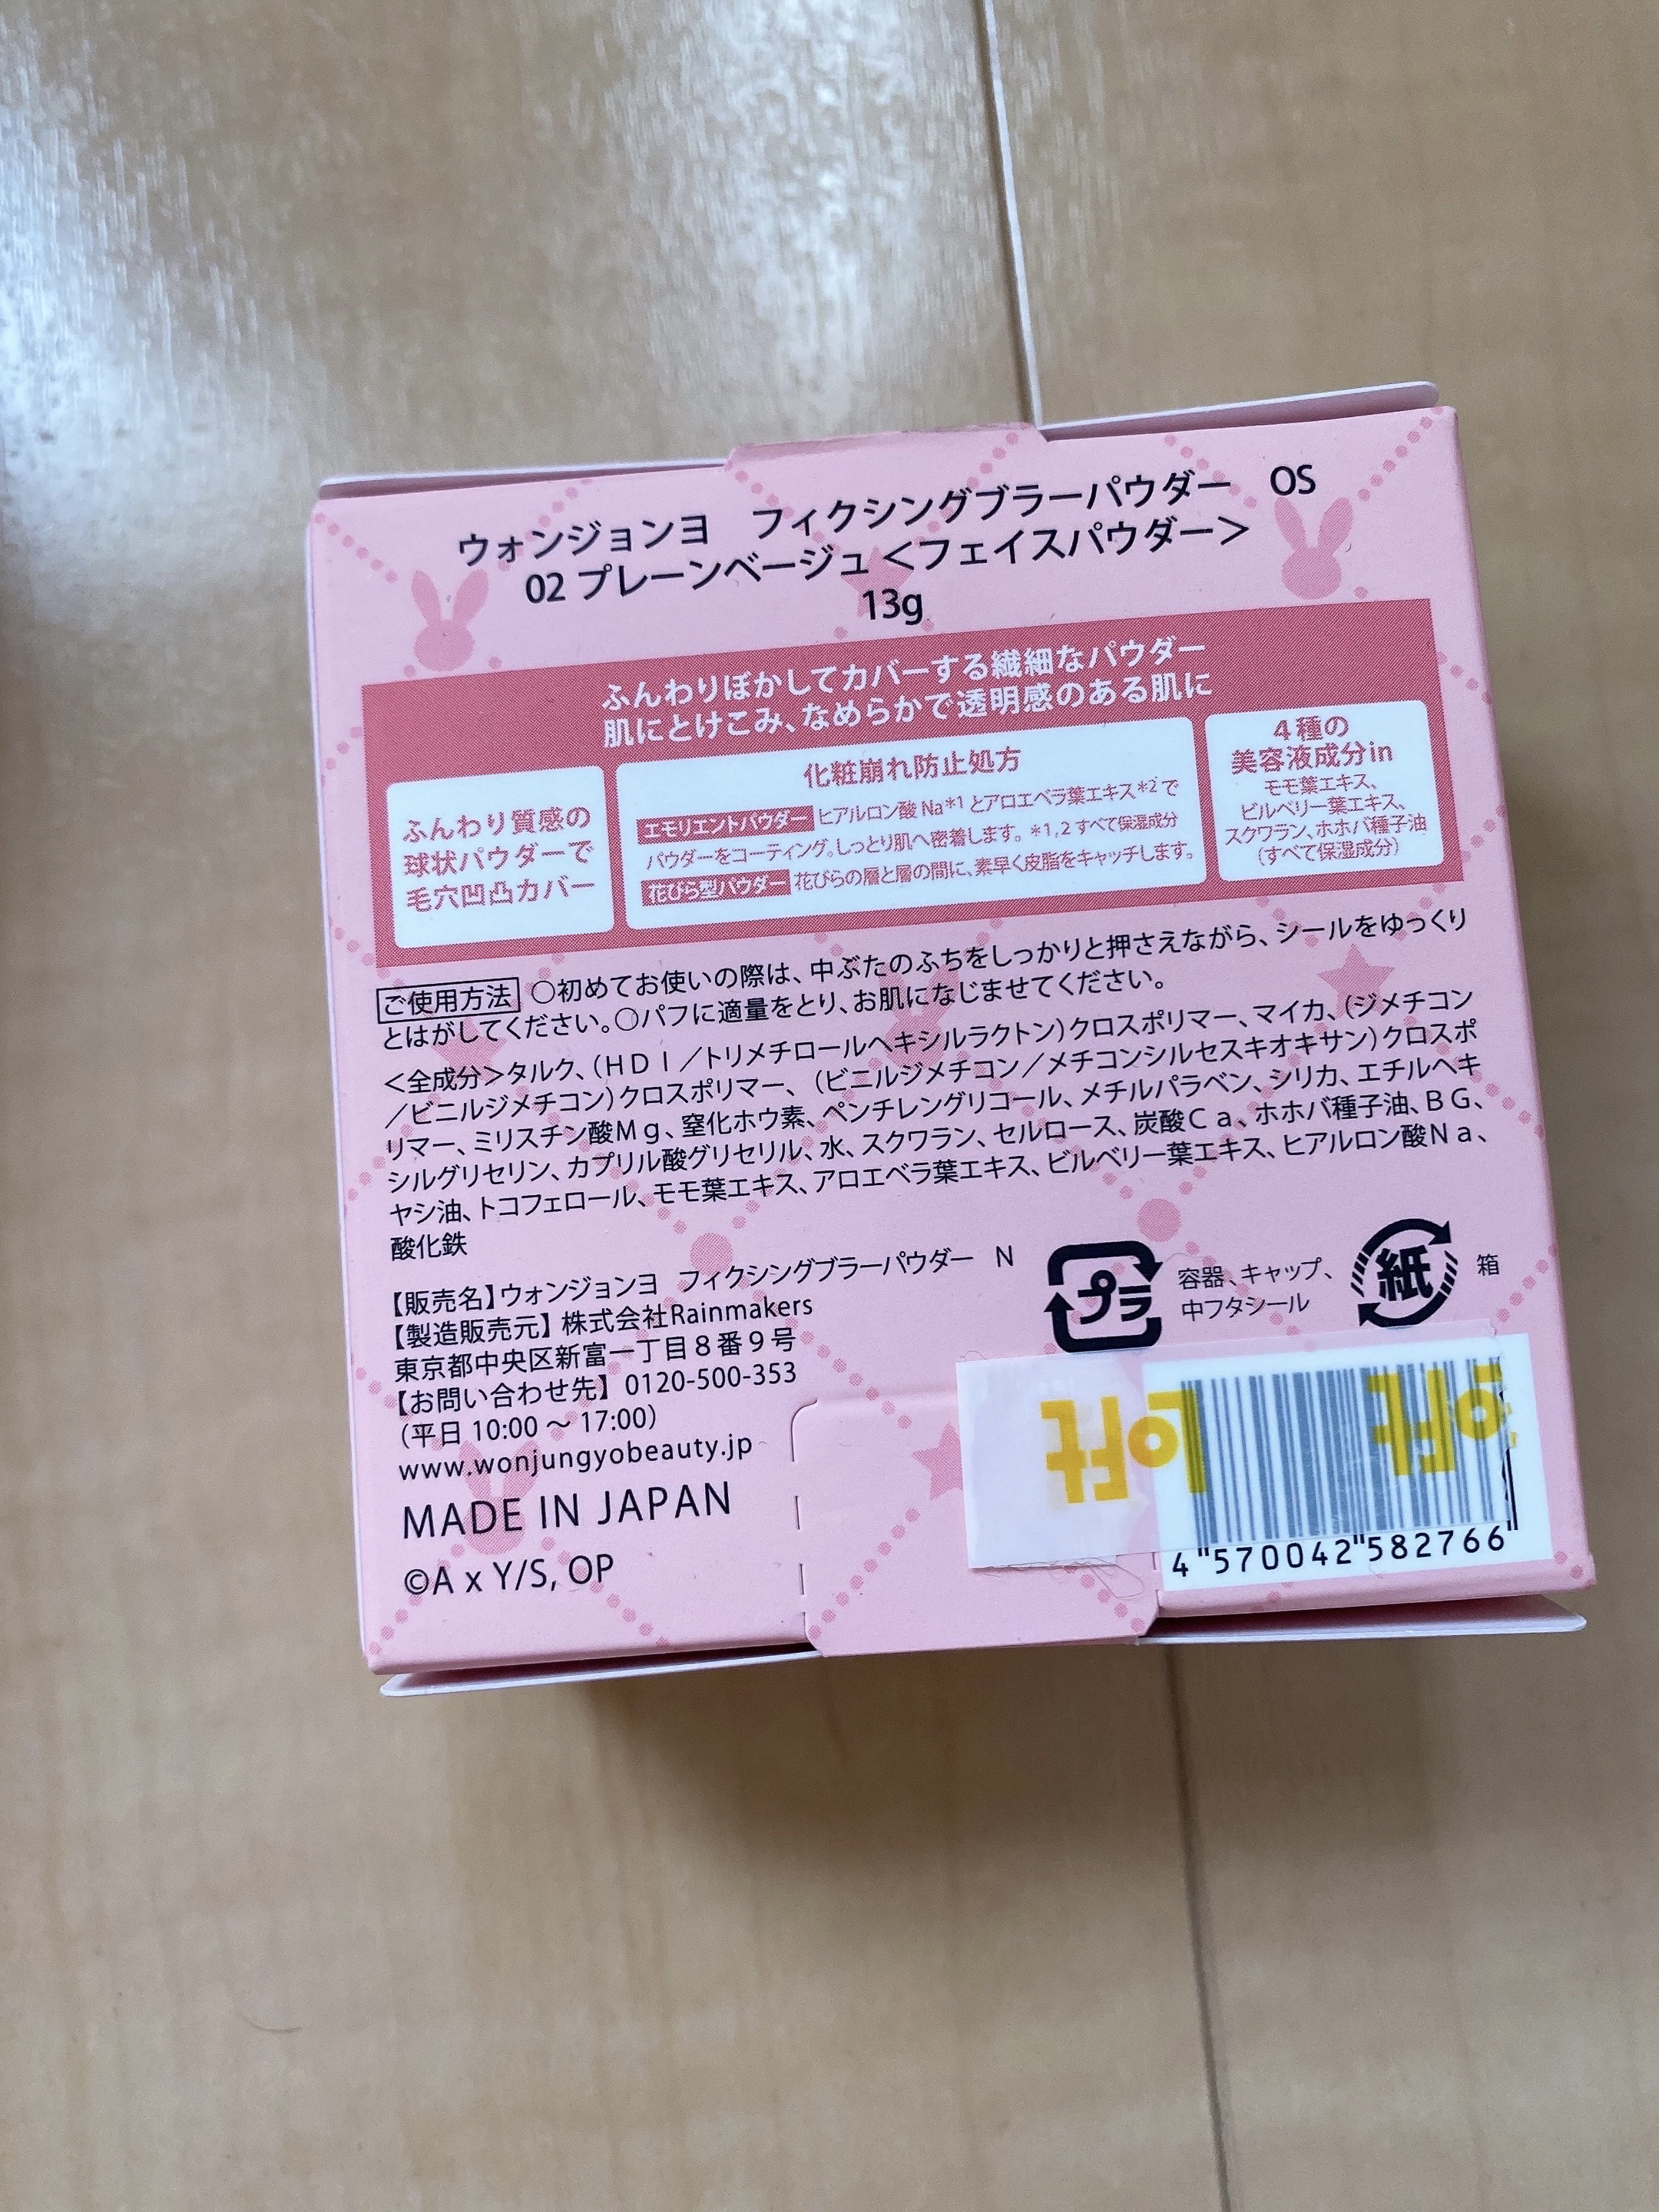 ウォンジョンヨ　フィクシングブラーパウダー　OS
02 プレーンベージュ＜フェイスパウダー＞
13g
ふんわりぼかしてカバーする繊細なパウダー
肌にとけこみ、なめらかで透明感のある肌に
ふんわり質感の
球状パウダーで
毛穴凹凸カバー
化粧崩れ防止処方
エモリエントパウダー ヒアルロン酸 Na*1 とアロエベラ葉エキス*2 で
パウダーをコーティング。しっとり肌へ密着します。 *1,2 すべて保湿成分
花びら型パウダー 花びらの層と層の間に、素早く皮脂をキャッチします。
4種の
美容液成分in
モモ葉エキス、
ビルベリー葉エキス、
スクワラン、ホホバ種子油
(すべて保湿成分)
ご使用方法 ○初めてお使いの際は、中ぶたのふちをしっかりと押さえながら、シールをゆっくり
とはがしてください。○パフに適量をとり、お肌になじませてください。
＜全成分＞タルク、（ＨＤＩ／トリメチロールヘキシルラクトン）クロスポリマー、マイカ、（ジメチコン
／ビニルジメチコン）クロスポリマー、（ビニルジメチコン／メチコンシルセスキオキサン）クロスポ
リマー、ミリスチン酸Ｍｇ、窒化ホウ素、ペンチレングリコール、メチルパラベン、シリカ、エチルヘキ
シルグリセリン、カプリル酸グリセリル、水、スクワラン、セルロース、炭酸Ｃａ、ホホバ種子油、ＢＧ、
ヤシ油、トコフェロール、モモ葉エキス、アロエベラ葉エキス、ビルベリー葉エキス、ヒアルロン酸Ｎａ、
酸化鉄
【販売名】ウォンジョンヨ　フィクシングブラーパウダー　N
【製造販売元】株式会社Rainmakers
東京都中央区新富一丁目８番９号
【お問い合わせ先】0120-500-353
（平日 10:00 ～ 17:00）
www.wonjungyobeauty.jp
MADE IN JAPAN
©A x Y/S, OP
プラ
容器、キャップ、
中フタシール
紙
箱
Loft
Loft
4"570042"582766"